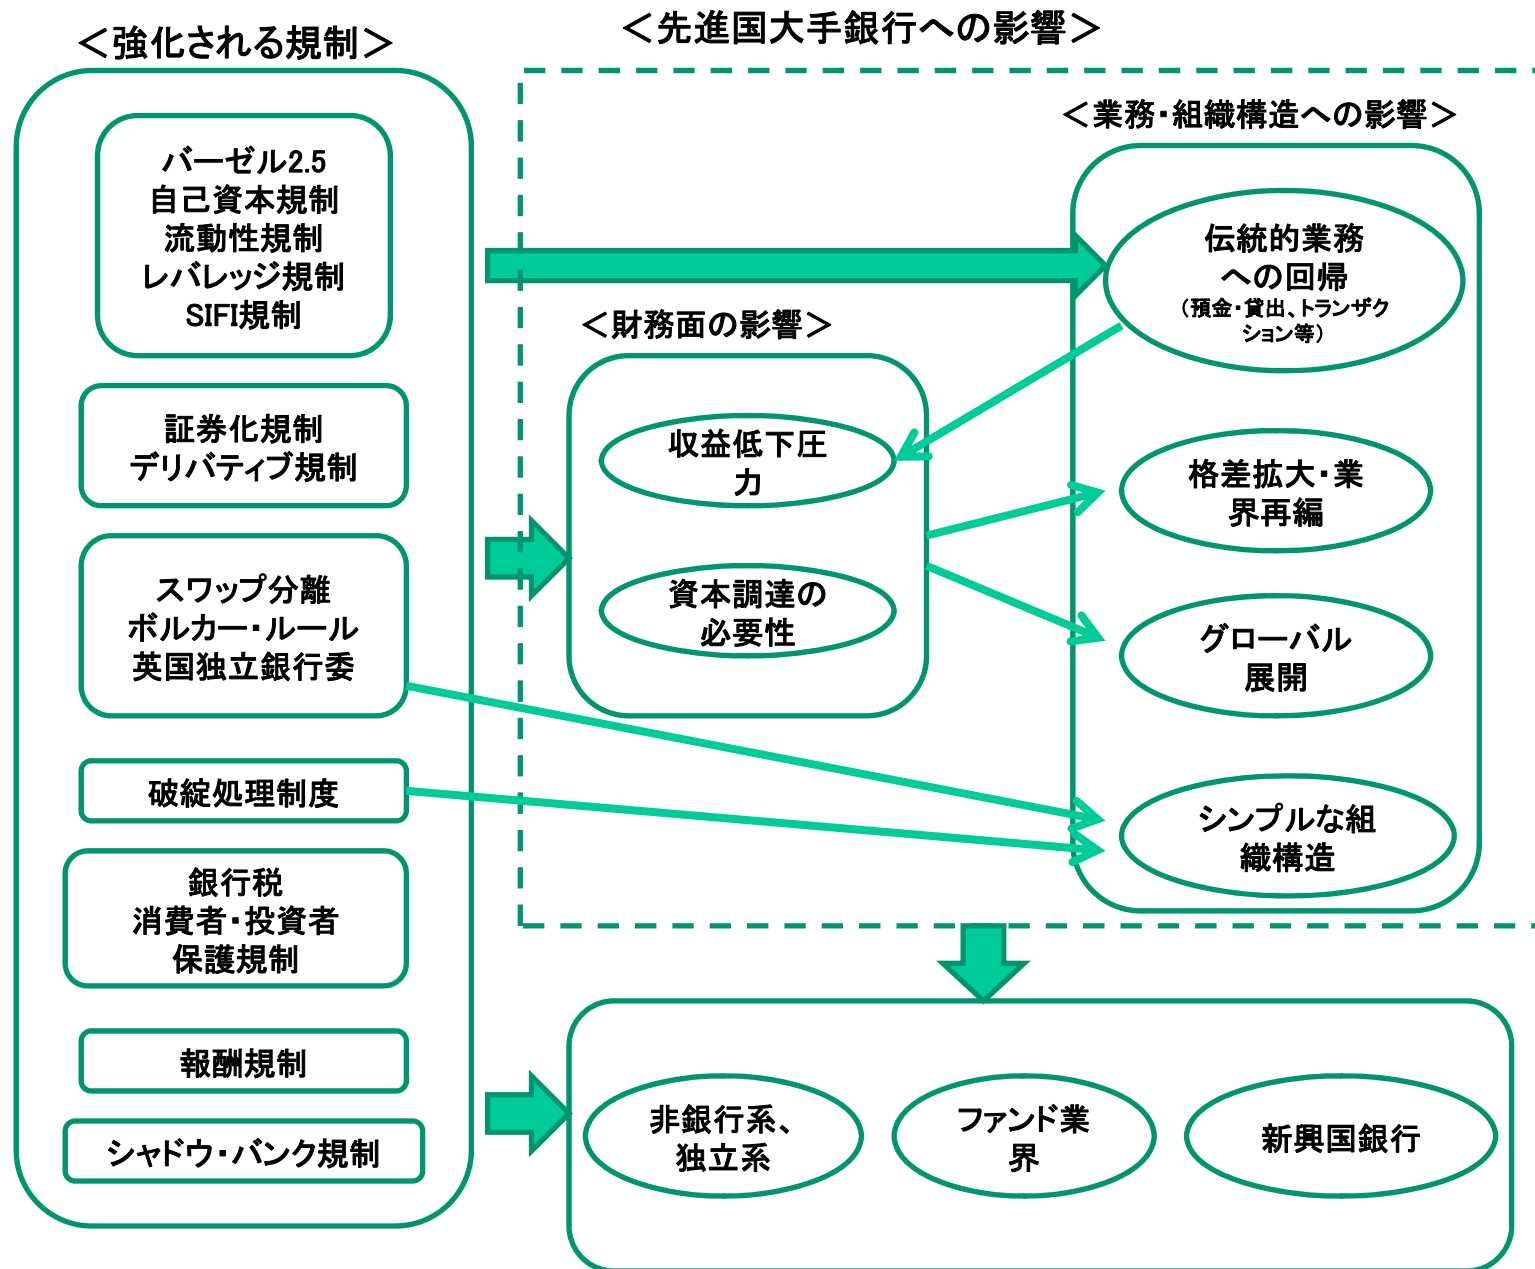 ＜強化される規制＞
バーゼル2.5
自己資本規制
流動性規制
レバレッジ規制
SIFI規制
証券化規制
デリバティブ規制
スワップ分離
ボルカー・ルール
英国独立銀行委
破綻処理制度
銀行税
消費者・投資者
保護規制
報酬規制
シャドウ・バンク規制
＜先進国大手銀行への影響＞
＜財務面の影響＞
収益低下圧
力
資本調達の
必要性
＜業務・組織構造への影響＞
伝統的業務
への回帰
（預金・貸出、トランザク
ション等）
格差拡大・業
界再編
グローバル
展開
シンプルな組
織構造
非銀行系、
独立系
ファンド業
界
新興国銀行